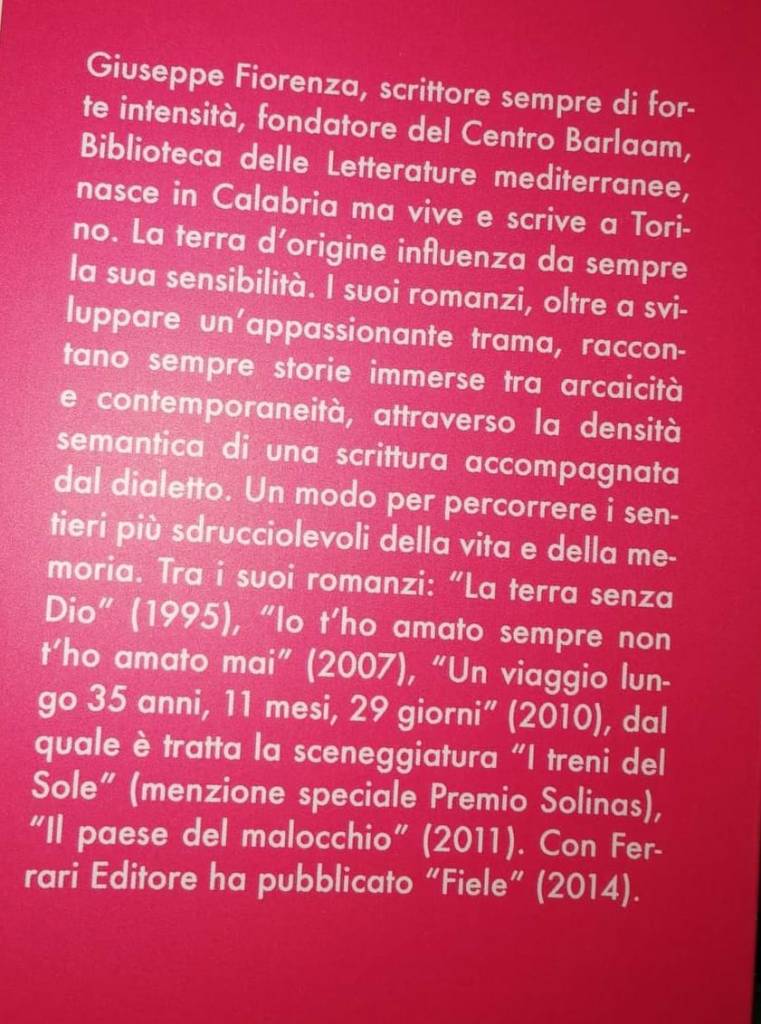 Giuseppe Fiorenza, scrittore sempre di for-
te intensità, fondatore del Centro Barlaam,
Biblioteca delle Letterature mediterranee,
nasce in Calabria ma vive e scrive a Tori-
no. La terra d'origine influenza da sempre
la sua sensibilità. I suoi romanzi, oltre a svi-
luppare un'appassionante trama, raccon-
tano sempre storie immerse tra arcaicità
e contemporaneità, attraverso la densità
semantica di una scrittura accompagnata
dal dialetto. Un modo per percorrere i sen-
tieri più sdrucciolevoli della vita e della me-
moria. Tra i suoi romanzi: "La terra senza
Dio" (1995), "Io t'ho amato sempre non
t'ho amato mai" (2007), "Un viaggio lun-
go 35 anni, 11 mesi, 29 giorni" (2010), dal
quale è tratta la sceneggiatura "I treni del
Sole" (menzione speciale Premio Solinas),
"Il paese del malocchio" (2011). Con Fer-
rari Editore ha pubblicato "Fiele" (2014).